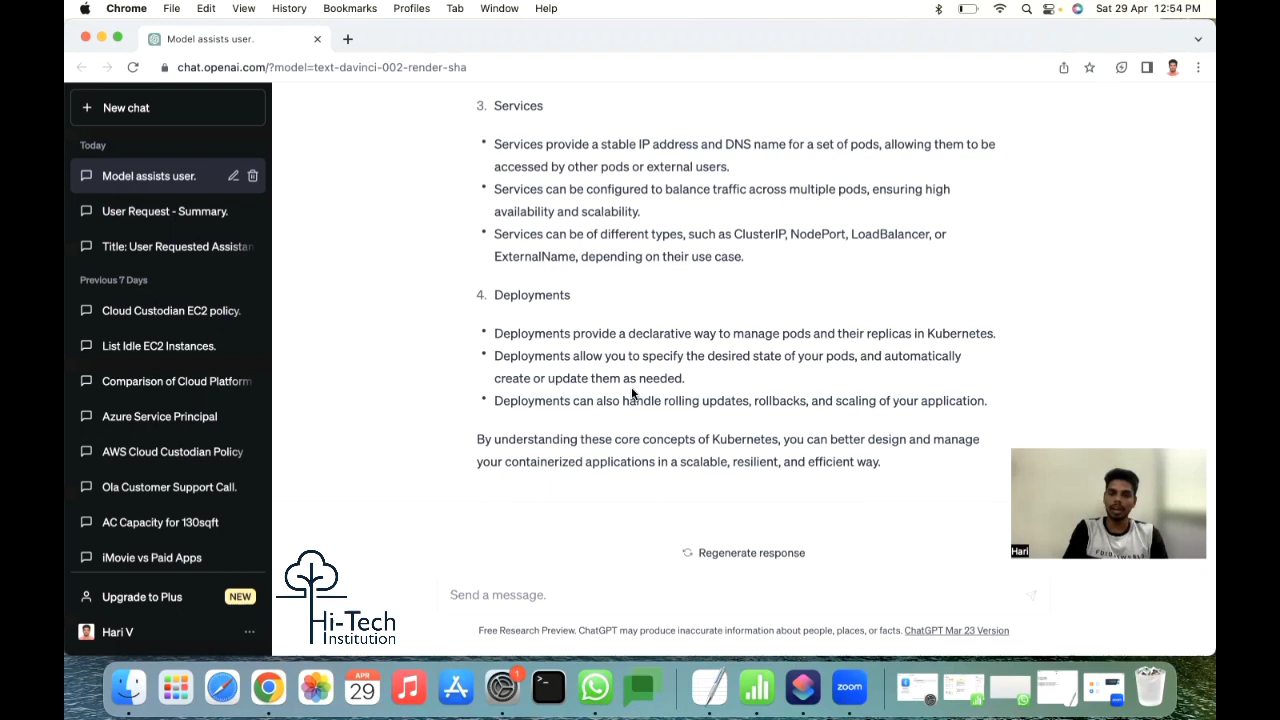 Chrome File Edit View History Bookmarks Profiles Tab Window Help Sat 29 Apr 12:54 PM
Model assists user.
chat.openai.com/?model=text-davinci-002-render-sha
New chat
Today
Model assists user.
User Request - Summary.
Title: User Requested Assistan
Previous 7 Days
Cloud Custodian EC2 policy.
List Idle EC2 Instances.
Comparison of Cloud Platform
Azure Service Principal
AWS Cloud Custodian Policy
Ola Customer Support Call.
AC Capacity for 130sqft
iMovie vs Paid Apps
Upgrade to Plus NEW
Hari V
3. Services
• Services provide a stable IP address and DNS name for a set of pods, allowing them to be
accessed by other pods or external users.
• Services can be configured to balance traffic across multiple pods, ensuring high
availability and scalability.
• Services can be of different types, such as ClusterIP, NodePort, LoadBalancer, or
ExternalName, depending on their use case.
4. Deployments
• Deployments provide a declarative way to manage pods and their replicas in Kubernetes.
• Deployments allow you to specify the desired state of your pods, and automatically
create or update them as needed.
• Deployments can also handle rolling updates, rollbacks, and scaling of your application.
By understanding these core concepts of Kubernetes, you can better design and manage
your containerized applications in a scalable, resilient, and efficient way.
Regenerate response
Send a message.
Free Research Preview. ChatGPT may produce inaccurate information about people, places, or facts. ChatGPT Mar 23 Version
Hi-Tech
Institution
Hari
APR
29
1
zoom